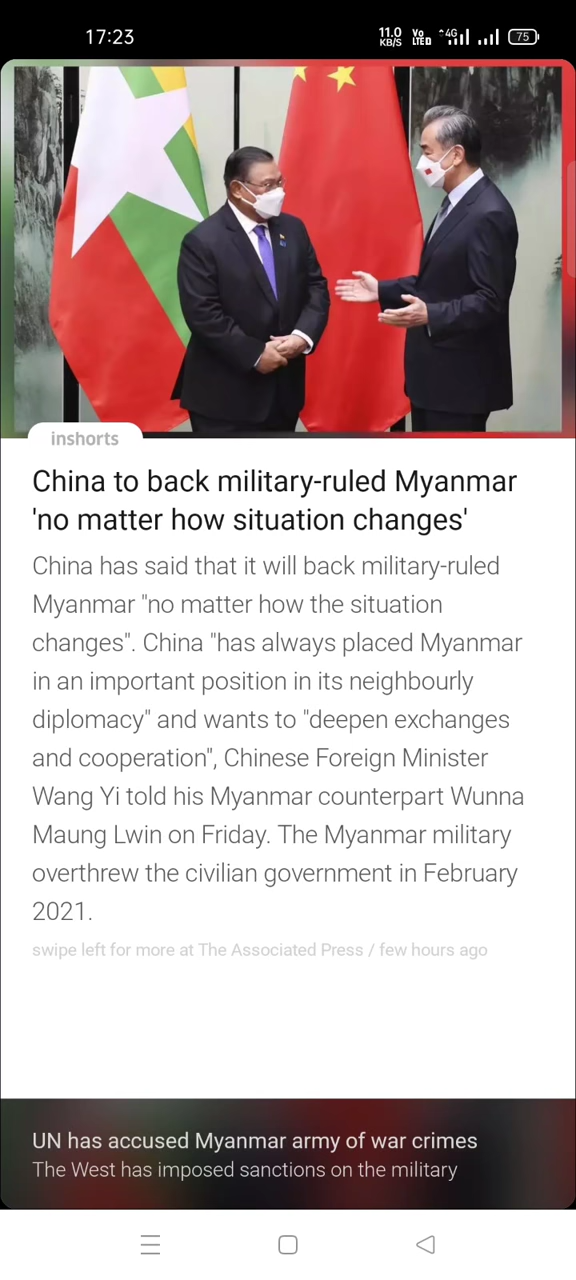 17:23
11.0 KB/S
Vo LTED
4G
75
inshorts
China to back military-ruled Myanmar
'no matter how situation changes'
China has said that it will back military-ruled
Myanmar "no matter how the situation
changes". China "has always placed Myanmar
in an important position in its neighbourly
diplomacy" and wants to "deepen exchanges
and cooperation", Chinese Foreign Minister
Wang Yi told his Myanmar counterpart Wunna
Maung Lwin on Friday. The Myanmar military
overthrew the civilian government in February
2021.
swipe left for more at The Associated Press / few hours ago
UN has accused Myanmar army of war crimes
The West has imposed sanctions on the military